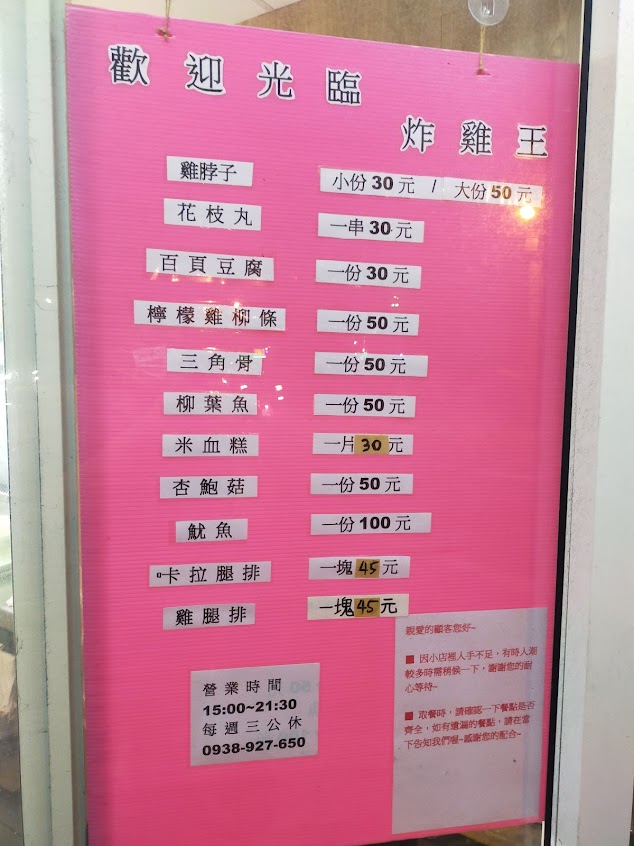 歡迎光臨
炸雞王
雞脖子 小份30元 / 大份50元
花枝丸 一串30元
百頁豆腐 一份30元
檸檬雞柳條 一份50元
三角骨 一份50元
柳葉魚 一份50元
米血糕 一片30元
杏鮑菇 一份50元
魷魚 一份100元
卡拉腿排 一塊45元
雞腿排 一塊45元
營業時間
15:00~21:30
每週三公休
0938-927-650
親愛的顧客您好~
■ 因小店裡人手不足，有時人潮
較多時需稍候一下，謝謝您的耐
心等待~
■ 取餐時，請確認一下餐點是否
齊全，如有遺漏的餐點，請在當
下告知我們喔~感謝您的配合~